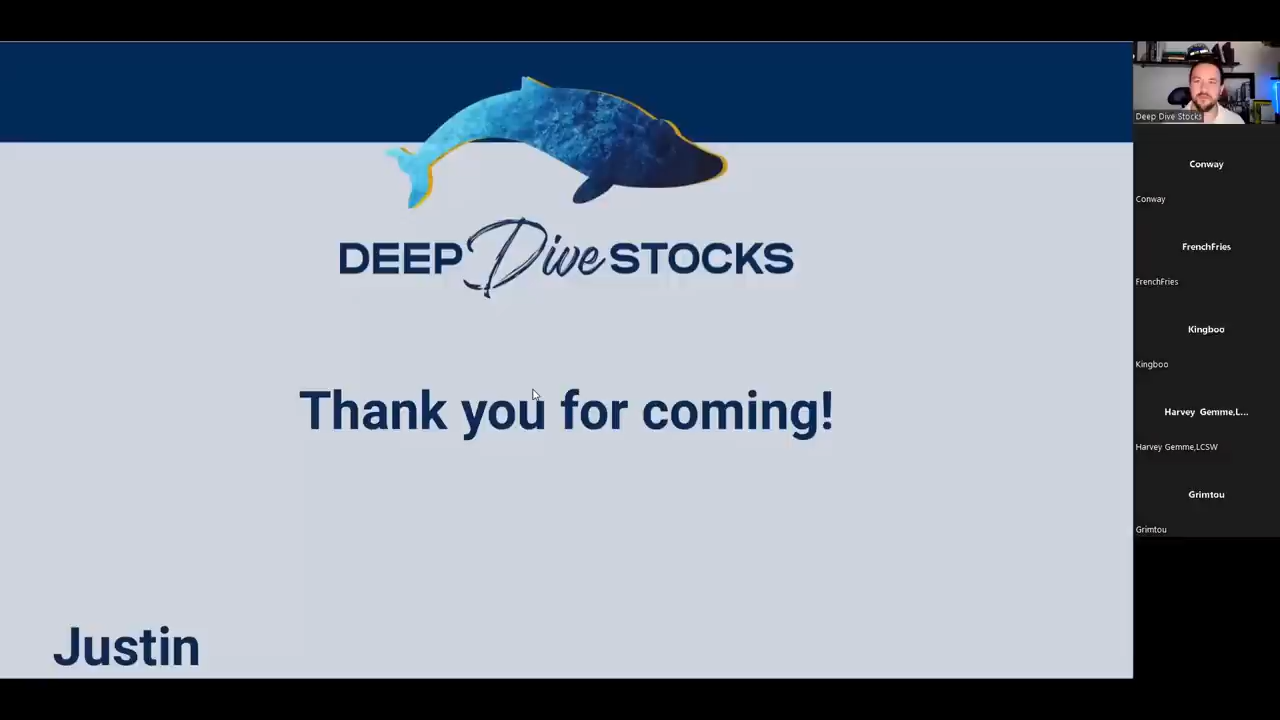 DEEP Dive STOCKS
Thank you for coming!
Justin
Deep Dive Stocks
Conway
Conway
FrenchFries
FrenchFries
Kingboo
Kingboo
Harvey Gemme,L...
Harvey Gemme,LCSW
Grimtou
Grimtou